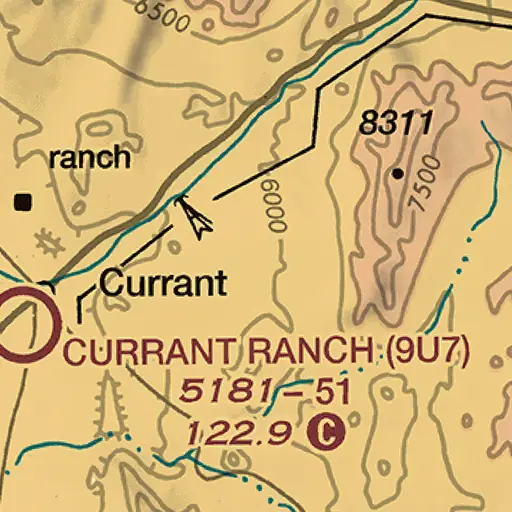 6500
8311
ranch
7500
6000
Currant
CURRANT RANCH (9U7)
5181 - 51
122.9 C